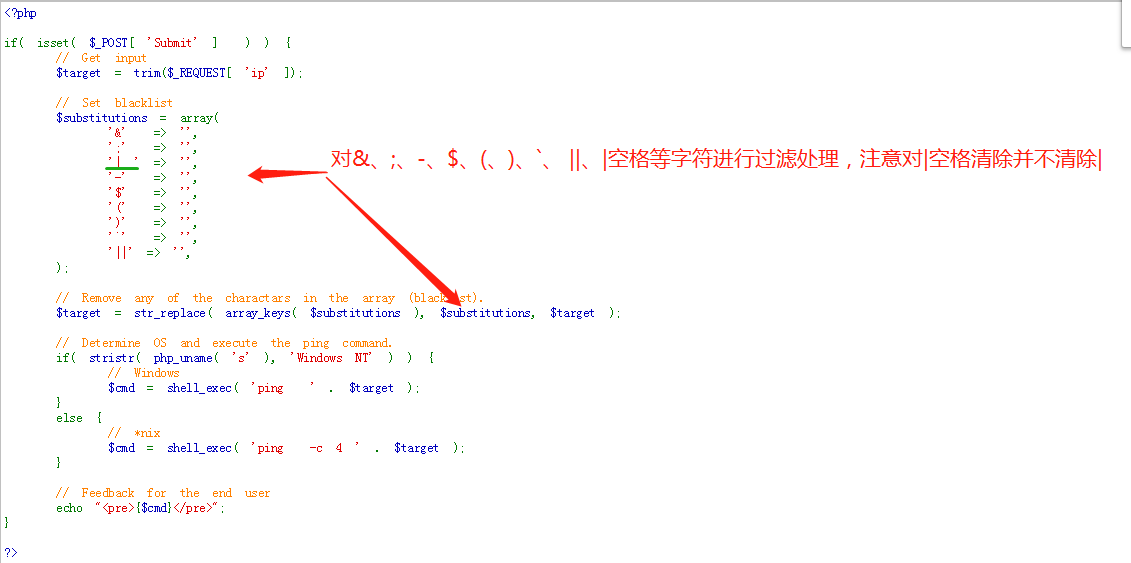 <?php
if( isset( $_POST[ 'Submit' ] ) ) {
// Get input
$target = trim($_REQUEST[ 'ip' ]);
// Set blacklist
$substitutions = array(
'&' => '',
';' => '',
'| ' => '',
'-' => '',
'$' => '',
'(' => '',
')' => '',
'`' => '',
'||' => '',
);
对&、;、-、$、(、)、`、 ||、|空格等字符进行过滤处理，注意对|空格清除并不清除|
// Remove any of the charactars in the array (blacklist).
$target = str_replace( array_keys( $substitutions ), $substitutions, $target );
// Determine OS and execute the ping command.
if( stristr( php_uname( 's' ), 'Windows NT' ) ) {
// Windows
$cmd = shell_exec( 'ping ' . $target );
}
else {
// *nix
$cmd = shell_exec( 'ping -c 4 ' . $target );
}
// Feedback for the end user
echo "<pre>{$cmd}</pre>";
}
?>